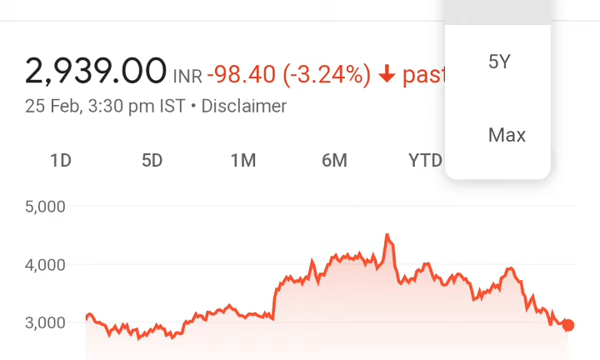 2,939.00 INR -98.40 (-3.24%) past
25 Feb, 3:30 pm IST • Disclaimer
5Y
Max
1D 5D 1M 6M YTD
5,000
4,000
3,000